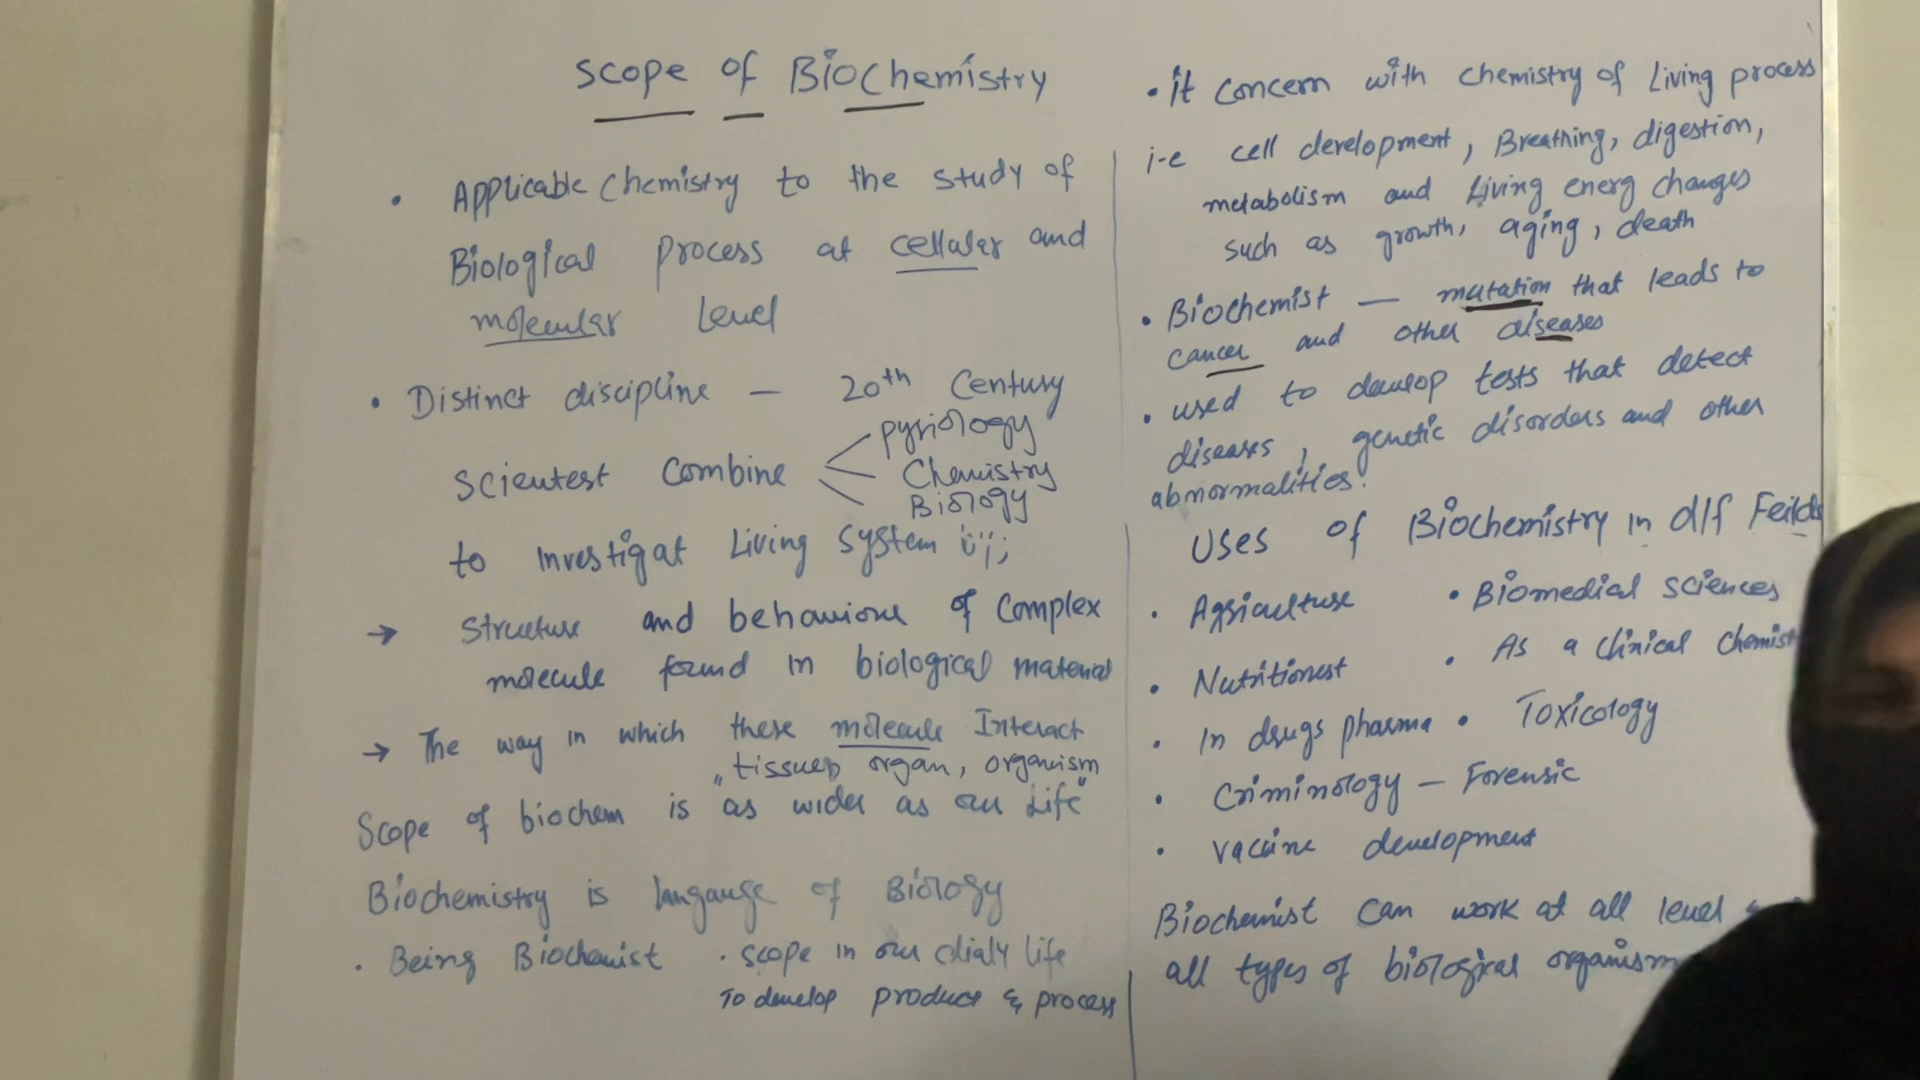 Scope of BioChemistry
• Applicable Chemistry to the study of
Biological process at cellular and
molecular Level
• Distinct discipline — 20th Century
Scientest Combine
pysiology
Chemistry
Biology
to investigat Living system
→ Structure and behaviour of Complex
molecule found in biological material
→ The way in which these molecule Interact
tissues, organ, organism
Scope of biochem is "as wider as our Life"
Biochemistry is langauge of Biology
• Being Biochemist • scope in our dialy life
To develop product & process
• it concern with Chemistry of Living process
i-e cell development, Breathing, digestion,
metabolism and Living energ changes
such as growth, aging, death
• Biochemist — mutation that leads to
cancer and other diseases
• used to develop tests that detect
diseases, genetic disorders and other
abnormalities.
Uses of Biochemistry in dif Feilds
• Agriculture • Biomedial sciences
• Nutritionest • As a clinical Chemist
• In drugs pharma • Toxicology
• Criminology — Forensic
• vaccine development
Biochemist can work at all level
all types of biological organism